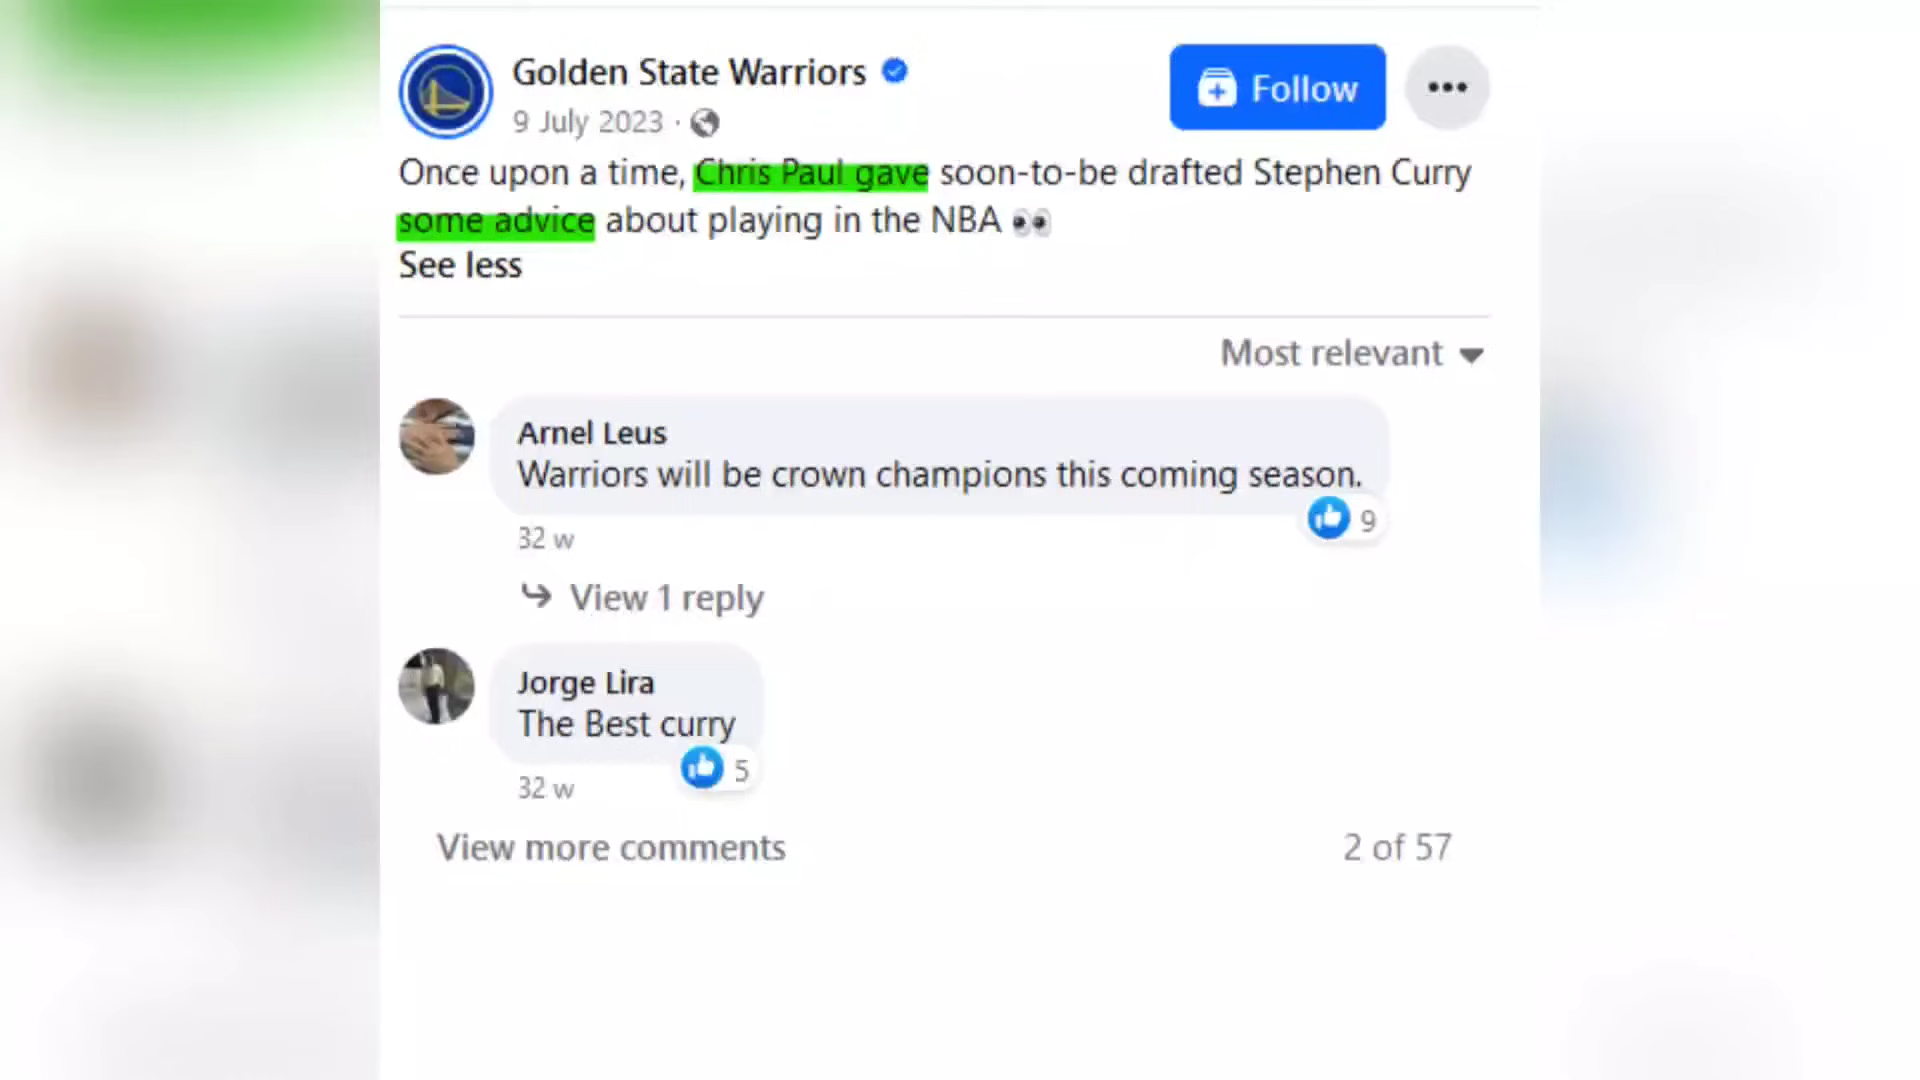 Golden State Warriors
Follow
9 July 2023 ·
Once upon a time, Chris Paul gave soon-to-be drafted Stephen Curry
some advice about playing in the NBA 👀
See less
Most relevant
Arnel Leus
Warriors will be crown champions this coming season.
9
32 w
View 1 reply
Jorge Lira
The Best curry
5
32 w
View more comments
2 of 57